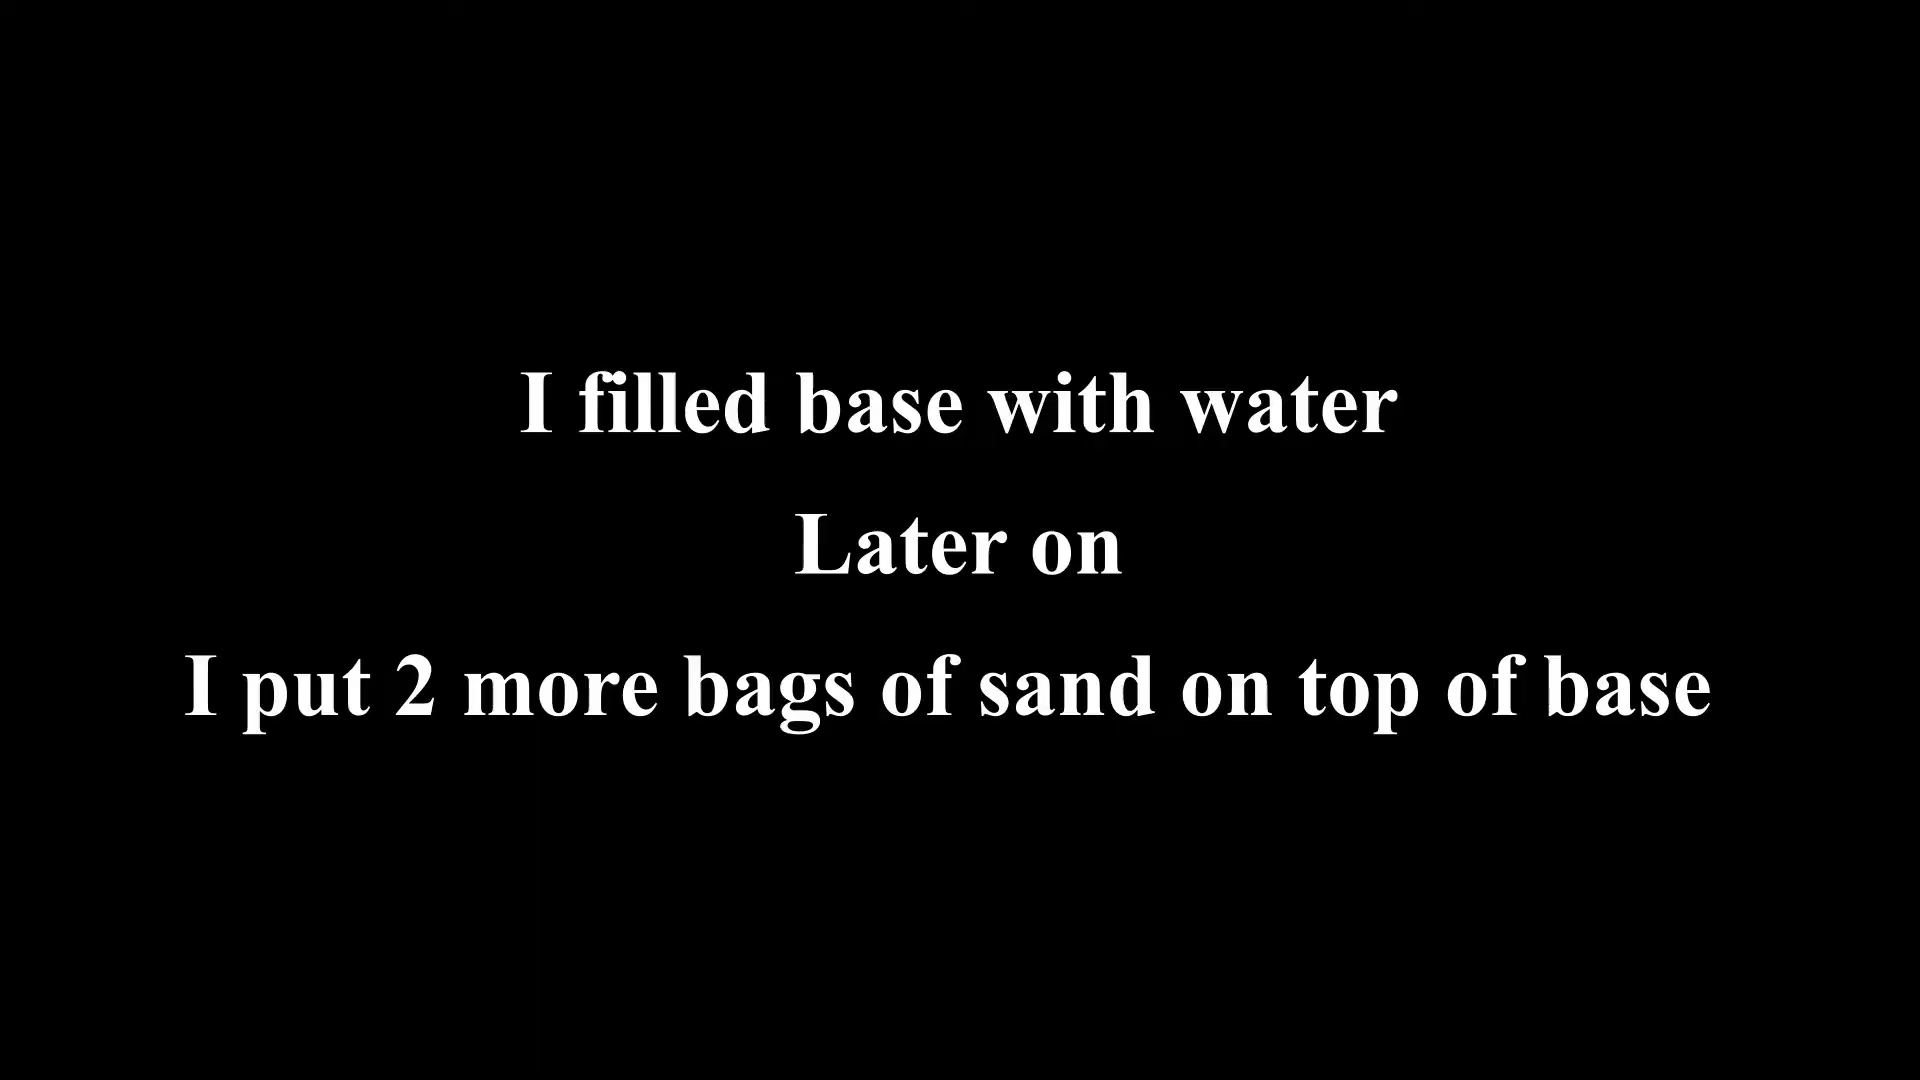 I filled base with water
Later on
I put 2 more bags of sand on top of base